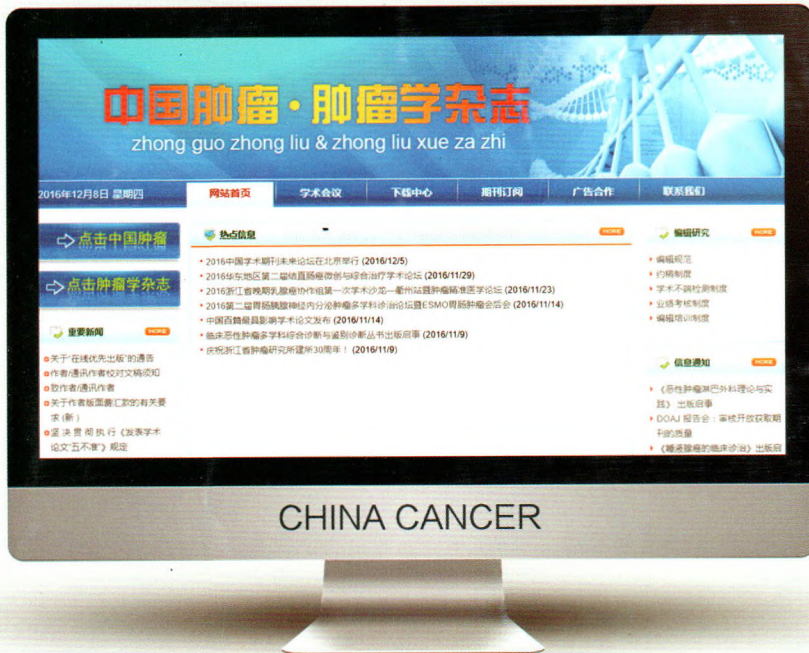 中国肿瘤·肿瘤学杂志
zhong guo zhong liu & zhong liu xue za zhi
2016年12月8日 星期四
网站首页
学术会议
下载中心
期刊订阅
广告合作
联系我们
点击中国肿瘤
点击肿瘤学杂志
重要新闻
MORE
关于“在线优先出版”的通告
作者/通讯作者校对文稿须知
致作者/通讯作者
关于作者版面费汇款的有关要
求(新)
坚决贯彻执行《发表学术
论文“五不准”》规定
热点信息
MORE
2016中国学术期刊未来论坛在北京举行 (2016/12/5)
2016华东地区第二届结直肠癌微创与综合治疗学术论坛 (2016/11/29)
2016浙江省晚期乳腺癌协作组第一次学术沙龙—衢州站暨肿瘤精准医学论坛 (2016/11/23)
2016第二届胃肠胰腺神经内分泌肿瘤多学科诊治论坛暨ESMO胃肠肿瘤会后会 (2016/11/14)
中国百篇最具影响学术论文发布 (2016/11/14)
临床恶性肿瘤多学科综合诊断与鉴别诊断丛书出版启事 (2016/11/9)
庆祝浙江省肿瘤研究所建所30周年！ (2016/11/9)
编辑研究
MORE
编辑规范
约稿制度
学术不端检测制度
业绩考核制度
编辑培训制度
信息通知
MORE
《恶性肿瘤淋巴外科理论与实
践》 出版启事
DOAJ 报告会：审核开放获取期
刊的质量
《唾液腺癌的临床诊治》出版启
CHINA CANCER